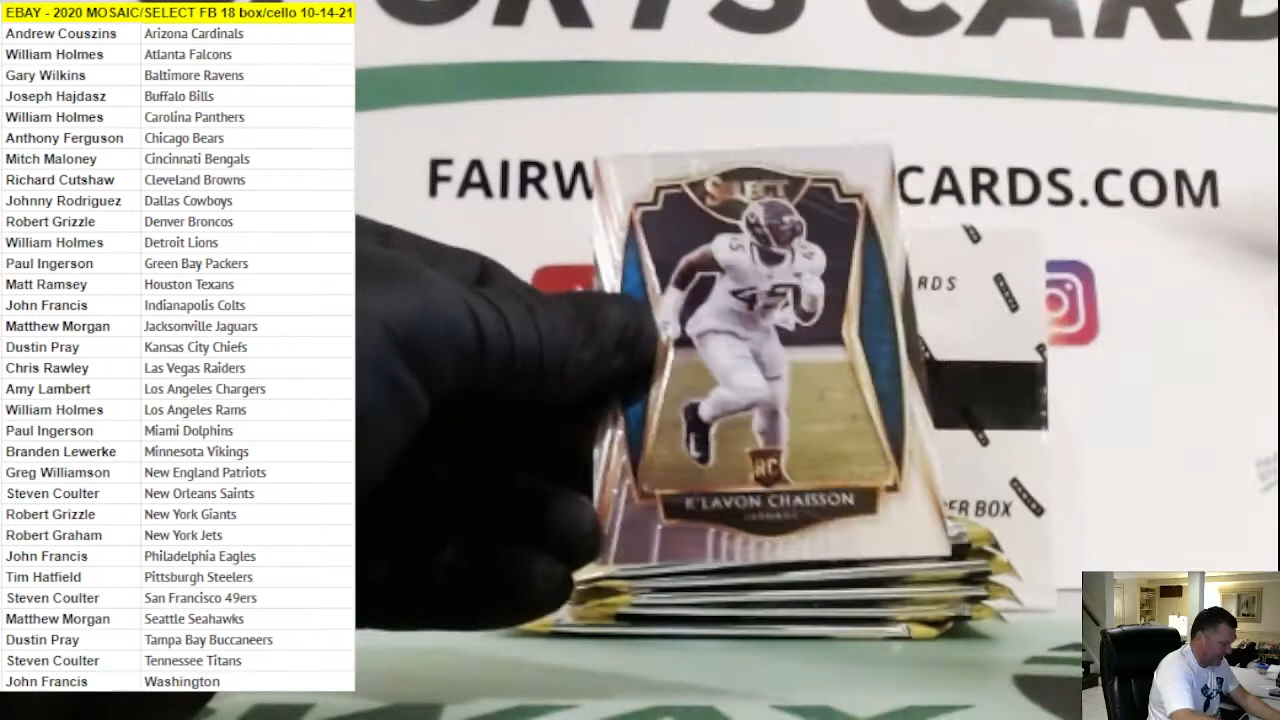 EBAY - 2020 MOSAIC/SELECT FB 18 box/cello 10-14-21
Andrew Couszins Arizona Cardinals
William Holmes Atlanta Falcons
Gary Wilkins Baltimore Ravens
Joseph Hajdasz Buffalo Bills
William Holmes Carolina Panthers
Anthony Ferguson Chicago Bears
Mitch Maloney Cincinnati Bengals
Richard Cutshaw Cleveland Browns
Johnny Rodriguez Dallas Cowboys
Robert Grizzle Denver Broncos
William Holmes Detroit Lions
Paul Ingerson Green Bay Packers
Matt Ramsey Houston Texans
John Francis Indianapolis Colts
Matthew Morgan Jacksonville Jaguars
Dustin Pray Kansas City Chiefs
Chris Rawley Las Vegas Raiders
Amy Lambert Los Angeles Chargers
William Holmes Los Angeles Rams
Paul Ingerson Miami Dolphins
Branden Lewerke Minnesota Vikings
Greg Williamson New England Patriots
Steven Coulter New Orleans Saints
Robert Grizzle New York Giants
Robert Graham New York Jets
John Francis Philadelphia Eagles
Tim Hatfield Pittsburgh Steelers
Steven Coulter San Francisco 49ers
Matthew Morgan Seattle Seahawks
Dustin Pray Tampa Bay Buccaneers
Steven Coulter Tennessee Titans
John Francis Washington
ORTS CARD
FAIRW CARDS.COM
SELECT
45
RC
K'LAVON CHAISSON
JAGUARS
RDS
PER BOX